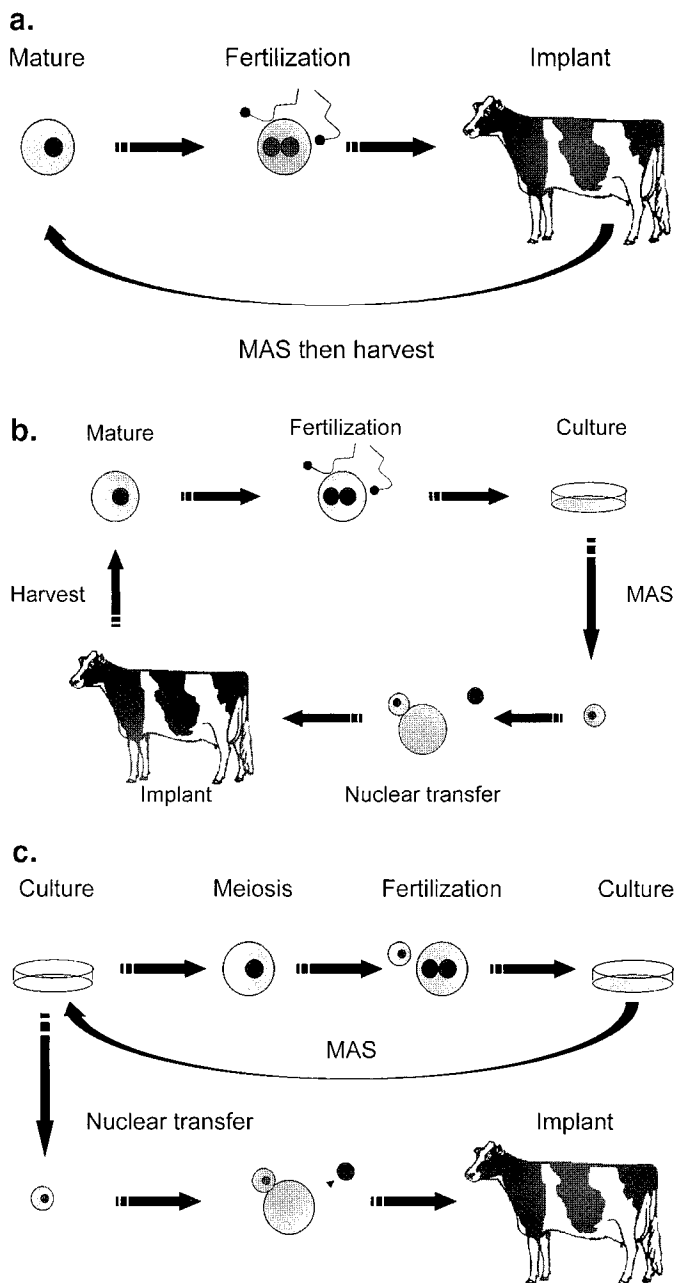 a.
Mature Fertilization Implant
MAS then harvest
b.
Mature Fertilization Culture
Harvest MAS
Implant Nuclear transfer
c.
Culture Meiosis Fertilization Culture
MAS
Nuclear transfer Implant